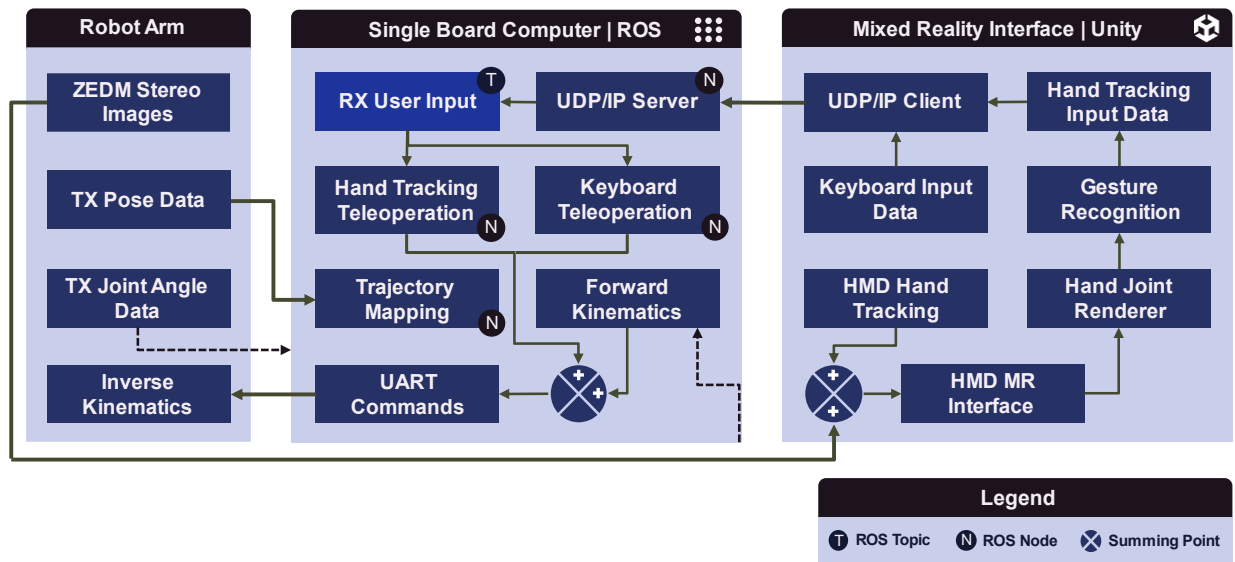 Robot Arm
ZEDM Stereo
Images
TX Pose Data
TX Joint Angle
Data
Inverse
Kinematics
Single Board Computer | ROS
RX User Input
T
UDP/IP Server
N
Hand Tracking
Teleoperation
N
Keyboard
Teleoperation
N
Trajectory
Mapping
N
Forward
Kinematics
UART
Commands
+
+
Mixed Reality Interface | Unity
UDP/IP Client
Hand Tracking
Input Data
Keyboard Input
Data
Gesture
Recognition
HMD Hand
Tracking
Hand Joint
Renderer
+
+
HMD MR
Interface
Legend
T ROS Topic
N ROS Node
Summing Point